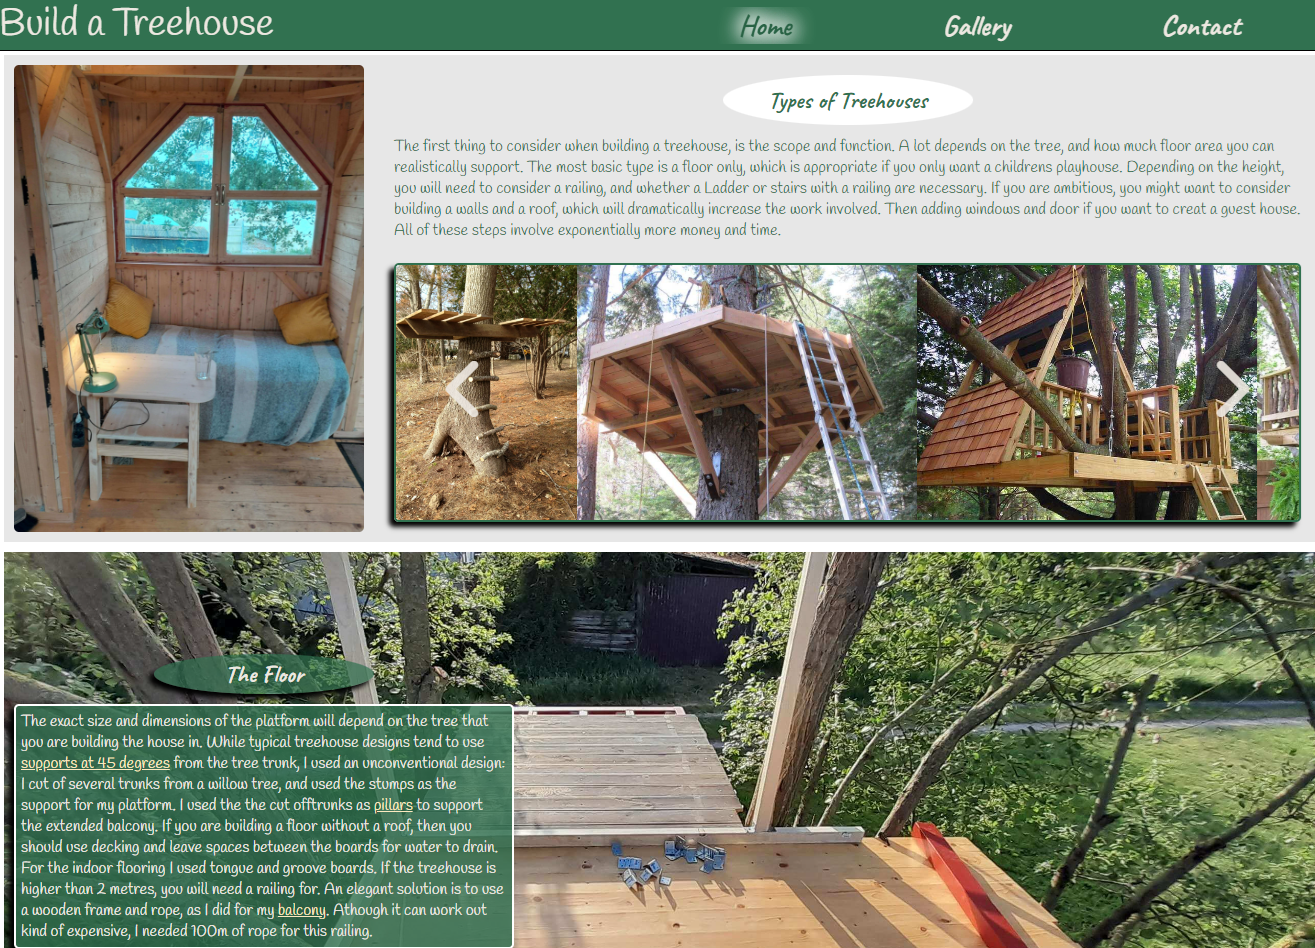 Build a Treehouse
Home
Gallery
Contact
Types of Treehouses
The first thing to consider when building a treehouse, is the scope and function. A lot depends on the tree, and how much floor area you can
realistically support. The most basic type is a floor only, which is appropriate if you only want a childrens playhouse. Depending on the height,
you will need to consider a railing, and whether a Ladder or stairs with a railing are necessary. If you are ambitious, you might want to consider
building a walls and a roof, which will dramatically increase the work involved. Then adding windows and door if you want to creat a guest house.
All of these steps involve exponentially more money and time.
The Floor
The exact size and dimensions of the platform will depend on the tree that
you are building the house in. While typical treehouse designs tend to use
supports at 45 degrees from the tree trunk, I used an unconventional design:
I cut of several trunks from a willow tree, and used the stumps as the
support for my platform. I used the the cut offtrunks as pillars to support
the extended balcony. If you are building a floor without a roof, then you
should use decking and leave spaces between the boards for water to drain.
For the indoor flooring I used tongue and groove boards. If the treehouse is
higher than 2 metres, you will need a railing for. An elegant solution is to use
a wooden frame and rope, as I did for my balcony. Athough it can work out
kind of expensive, I needed 100m of rope for this railing.